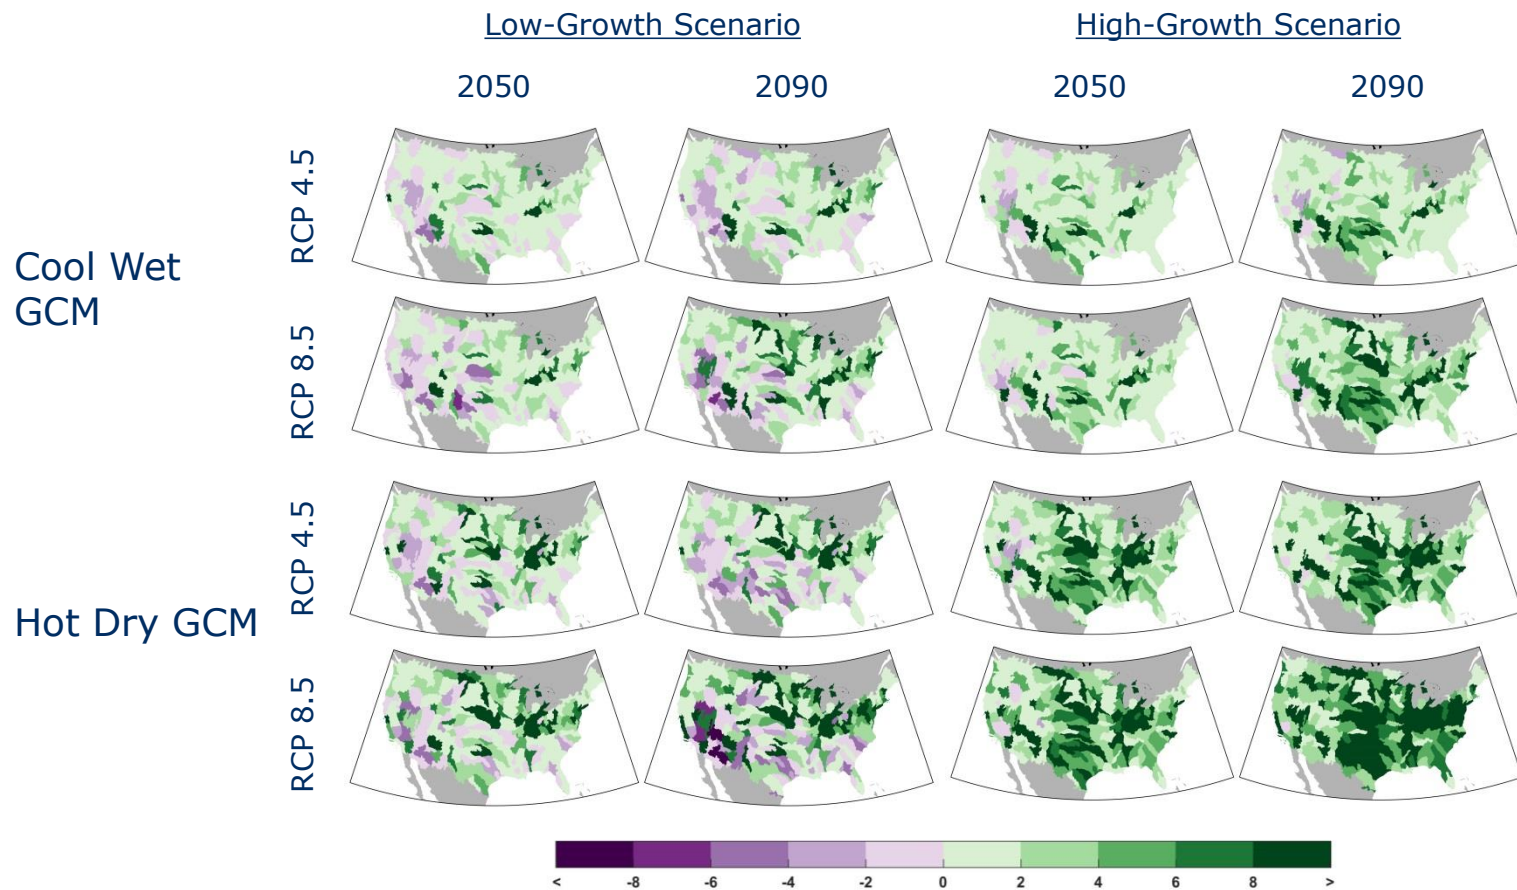 Low-Growth Scenario
High-Growth Scenario
2050
2090
2050
2090
Cool Wet
GCM
RCP 4.5
RCP 8.5
Hot Dry GCM
RCP 4.5
RCP 8.5
< -8 -6 -4 -2 0 2 4 6 8 >